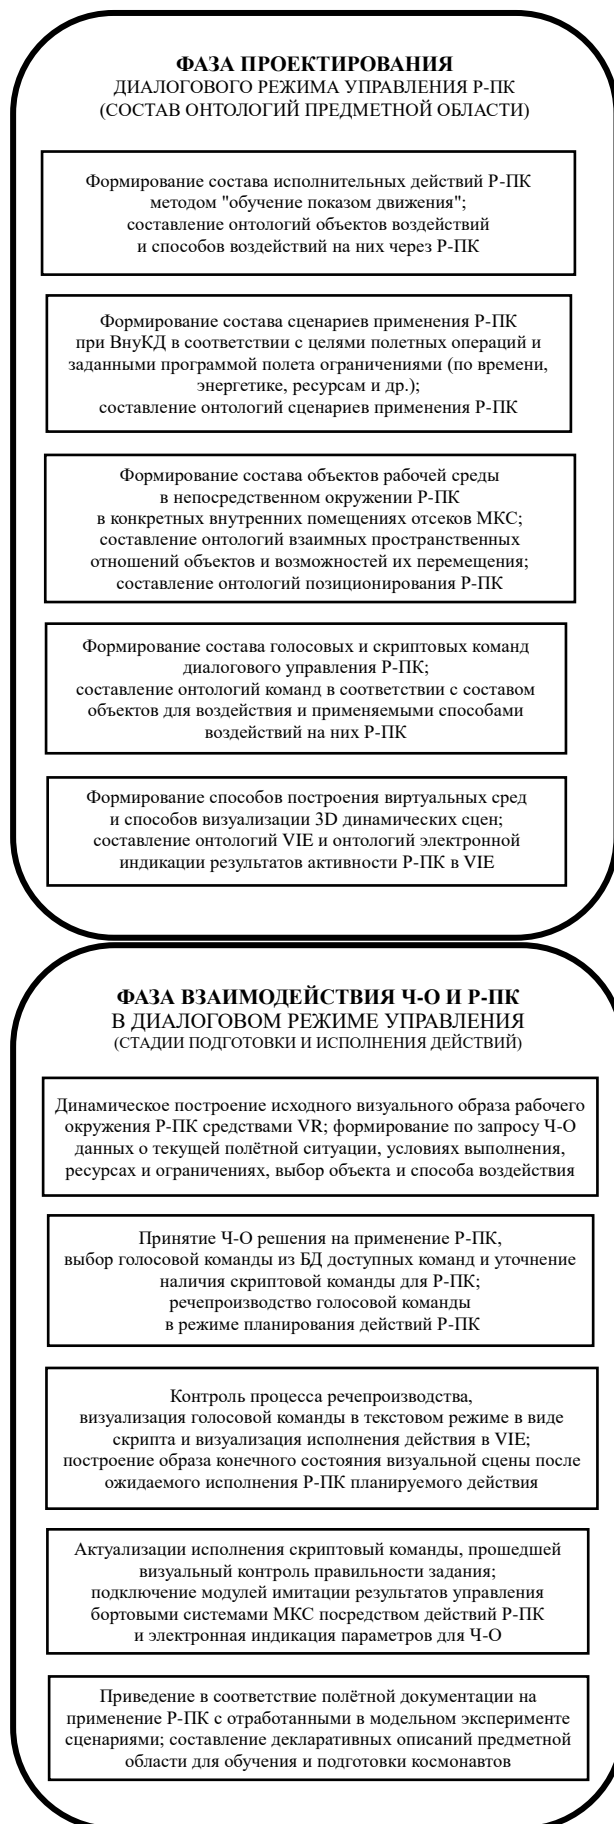 ФАЗА ПРОЕКТИРОВАНИЯ
ДИАЛОГОВОГО РЕЖИМА УПРАВЛЕНИЯ Р-ПК
(СОСТАВ ОНТОЛОГИЙ ПРЕДМЕТНОЙ ОБЛАСТИ)
Формирование состава исполнительных действий Р-ПК
методом "обучение показом движения";
составление онтологий объектов воздействий
и способов воздействий на них через Р-ПК
Формирование состава сценариев применения Р-ПК
при ВнуКД в соответствии с целями полетных операций и
заданными программой полета ограничениями (по времени,
энергетике, ресурсам и др.);
составление онтологий сценариев применения Р-ПК
Формирование состава объектов рабочей среды
в непосредственном окружении Р-ПК
в конкретных внутренних помещениях отсеков МКС;
составление онтологий взаимных пространственных
отношений объектов и возможностей их перемещения;
составление онтологий позиционирования Р-ПК
Формирование состава голосовых и скриптовых команд
диалогового управления Р-ПК;
составление онтологий команд в соответствии с составом
объектов для воздействия и применяемыми способами
воздействий на них Р-ПК
Формирование способов построения виртуальных сред
и способов визуализации 3D динамических сцен;
составление онтологий VIE и онтологий электронной
индикации результатов активности Р-ПК в VIE
ФАЗА ВЗАИМОДЕЙСТВИЯ Ч-О И Р-ПК
В ДИАЛОГОВОМ РЕЖИМЕ УПРАВЛЕНИЯ
(СТАДИИ ПОДГОТОВКИ И ИСПОЛНЕНИЯ ДЕЙСТВИЙ)
Динамическое построение исходного визуального образа рабочего
окружения Р-ПК средствами VR; формирование по запросу Ч-О
данных о текущей полётной ситуации, условиях выполнения,
ресурсах и ограничениях, выбор объекта и способа воздействия
Принятие Ч-О решения на применение Р-ПК,
выбор голосовой команды из БД доступных команд и уточнение
наличия скриптовой команды для Р-ПК;
речепроизводство голосовой команды
в режиме планирования действий Р-ПК
Контроль процесса речепроизводства,
визуализация голосовой команды в текстовом режиме в виде
скрипта и визуализация исполнения действия в VIE;
построение образа конечного состояния визуальной сцены после
ожидаемого исполнения Р-ПК планируемого действия
Актуализации исполнения скриптовый команды, прошедшей
визуальный контроль правильности задания;
подключение модулей имитации результатов управления
бортовыми системами МКС посредством действий Р-ПК
и электронная индикация параметров для Ч-О
Приведение в соответствие полётной документации на
применение Р-ПК с отработанными в модельном эксперименте
сценариями; составление декларативных описаний предметной
области для обучения и подготовки космонавтов